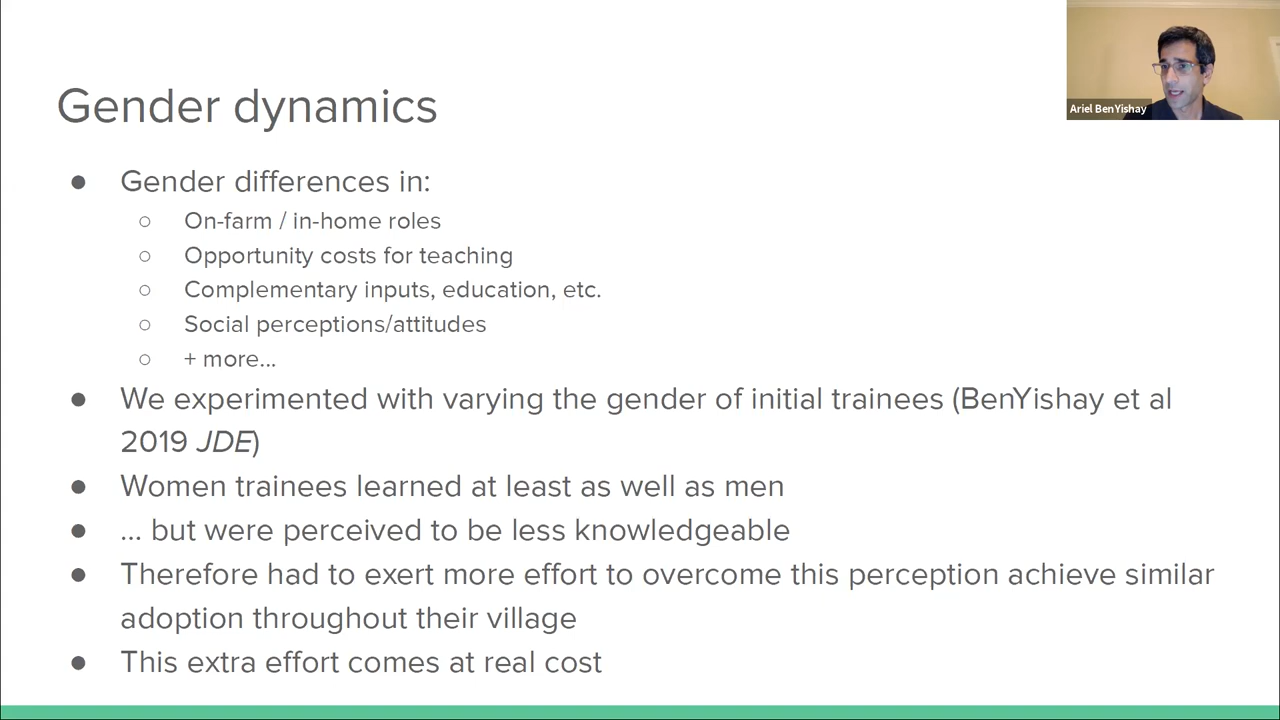 Ariel BenYishay
Gender dynamics
● Gender differences in:
○ On-farm / in-home roles
○ Opportunity costs for teaching
○ Complementary inputs, education, etc.
○ Social perceptions/attitudes
○ + more...
● We experimented with varying the gender of initial trainees (BenYishay et al
2019 JDE)
● Women trainees learned at least as well as men
● ... but were perceived to be less knowledgeable
● Therefore had to exert more effort to overcome this perception achieve similar
adoption throughout their village
● This extra effort comes at real cost